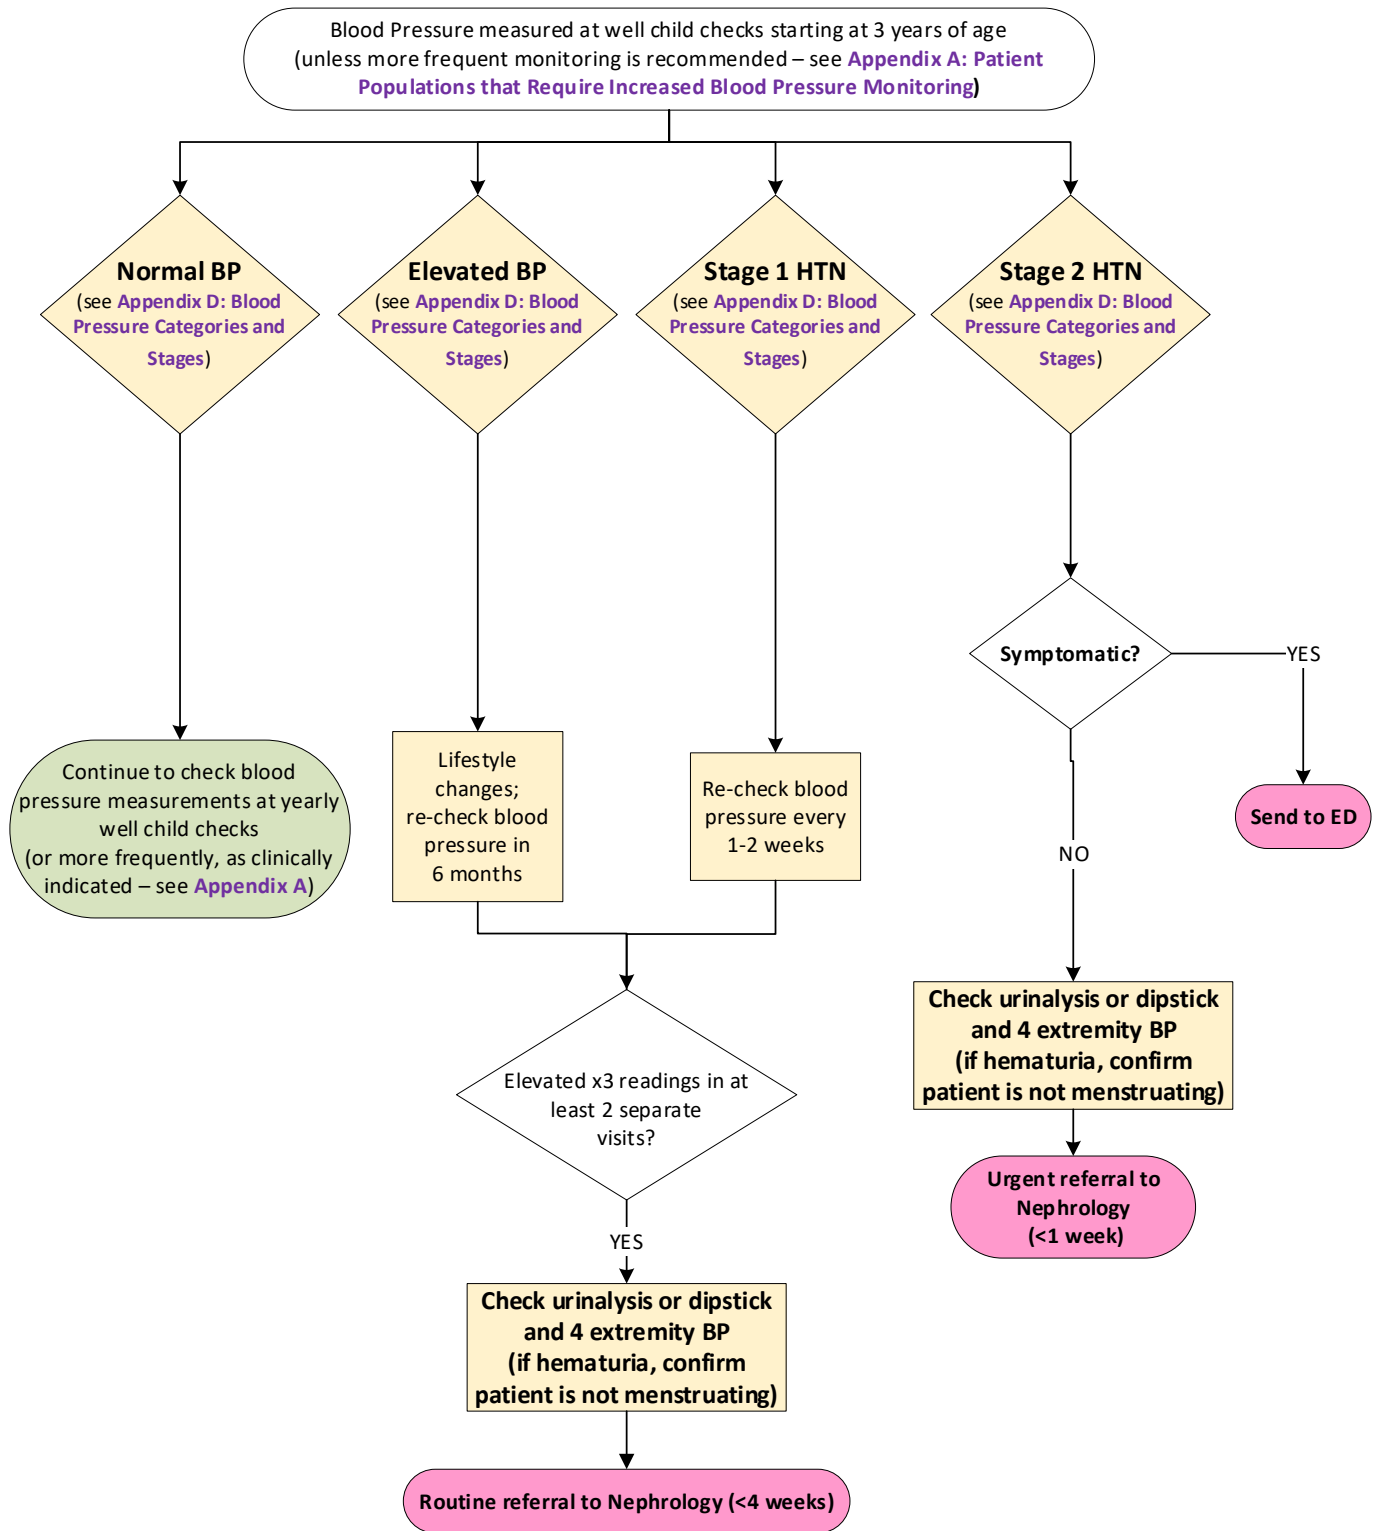 Blood Pressure measured at well child checks starting at 3 years of age
(unless more frequent monitoring is recommended – see Appendix A: Patient
Populations that Require Increased Blood Pressure Monitoring)
Normal BP
(see Appendix D: Blood
Pressure Categories and
Stages)
Elevated BP
(see Appendix D: Blood
Pressure Categories and
Stages)
Stage 1 HTN
(see Appendix D: Blood
Pressure Categories and
Stages)
Stage 2 HTN
(see Appendix D: Blood
Pressure Categories and
Stages)
Symptomatic?
YES
Send to ED
NO
Continue to check blood
pressure measurements at yearly
well child checks
(or more frequently, as clinically
indicated – see Appendix A)
Lifestyle
changes;
re-check blood
pressure in
6 months
Re-check blood
pressure every
1-2 weeks
Elevated x3 readings in at
least 2 separate
visits?
YES
Check urinalysis or dipstick
and 4 extremity BP
(if hematuria, confirm
patient is not menstruating)
Routine referral to Nephrology (<4 weeks)
Check urinalysis or dipstick
and 4 extremity BP
(if hematuria, confirm
patient is not menstruating)
Urgent referral to
Nephrology
(<1 week)